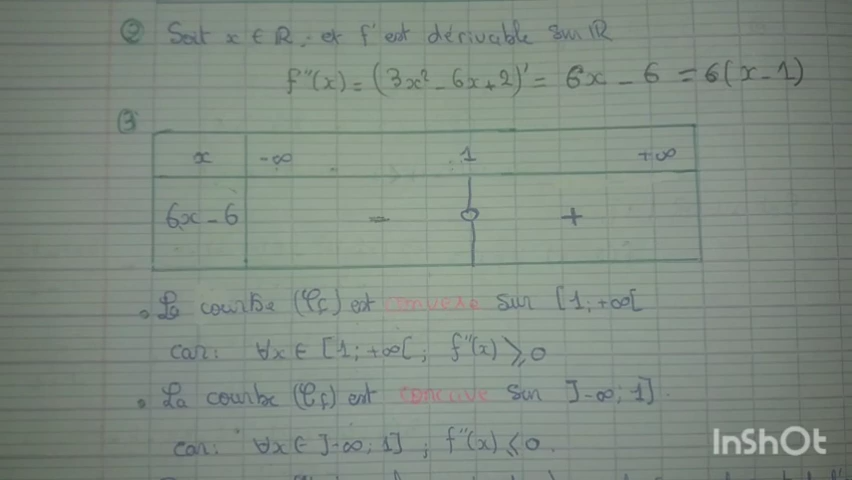 ② Soit x ∈ ℝ, et f' est dérivable sur ℝ
f''(x) = (3x² - 6x + 2)' = 6x - 6 = 6(x - 1)
③
x -∞ 1 +∞
6x - 6 - 0 +
• La courbe (𝒞f) est convexe sur [1; +∞[
car: ∀x ∈ [1; +∞[ ; f''(x) ⩾ 0
• La courbe (𝒞f) est concave sur ]-∞; 1].
car: ∀x ∈ ]-∞; 1] ; f''(x) ⩽ 0.
InShOt